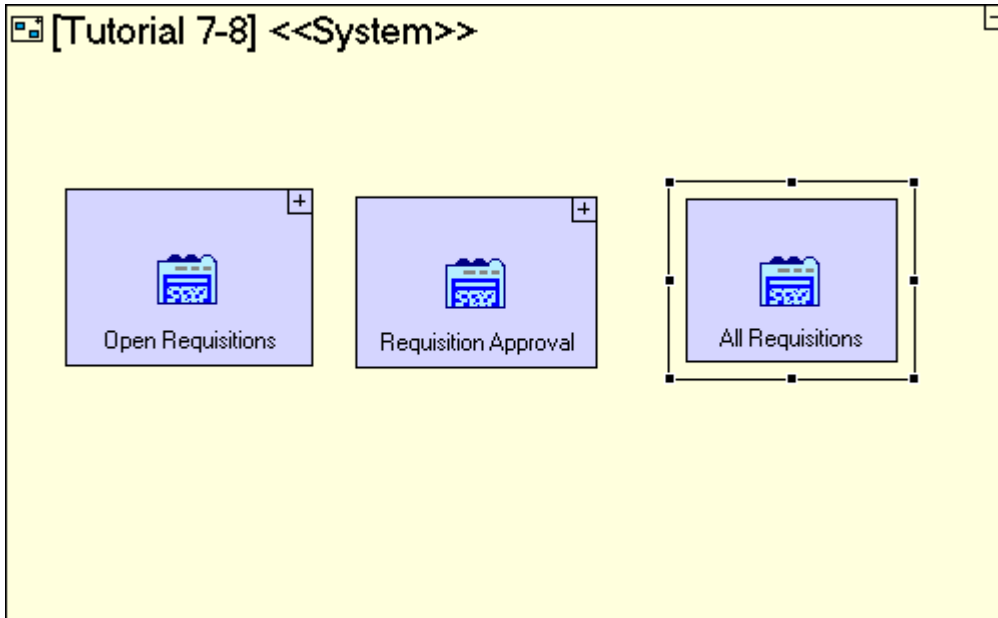 [Tutorial 7-8] <<System>>
Open Requisitions
Requisition Approval
All Requisitions